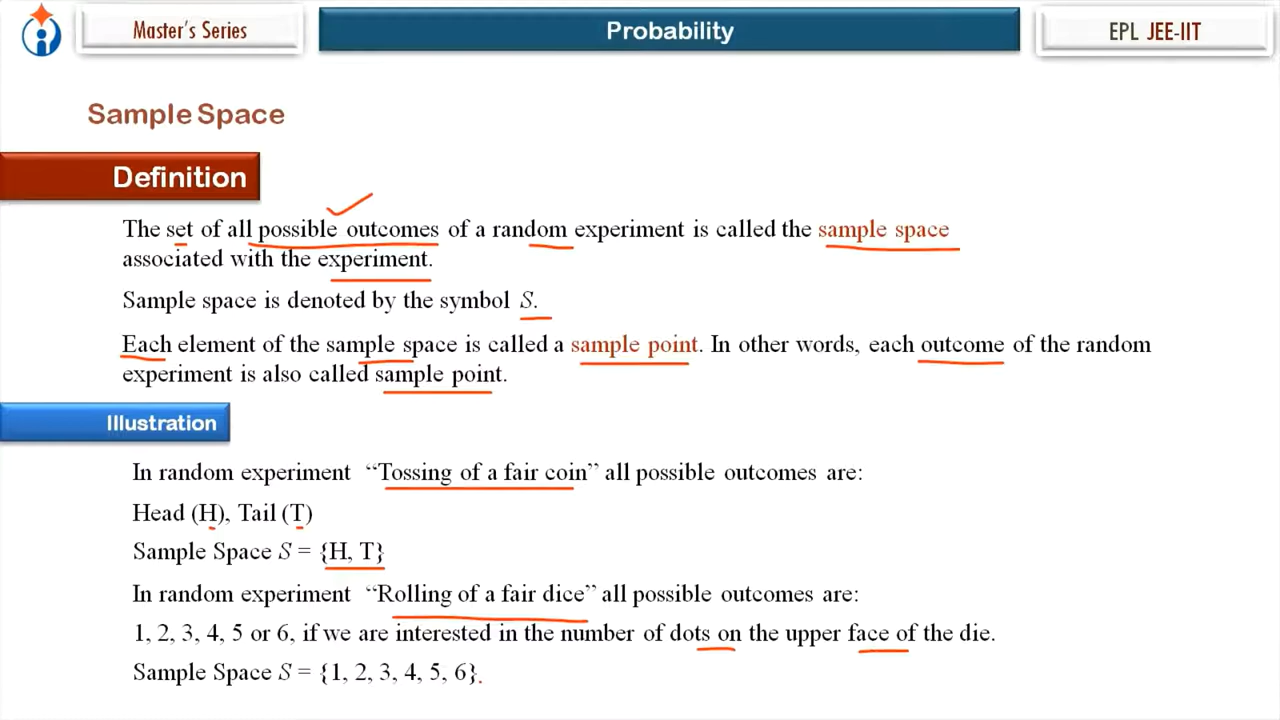 Master's Series
Probability
EPL JEE-IIT
Sample Space
Definition
The set of all possible outcomes of a random experiment is called the sample space
associated with the experiment.
Sample space is denoted by the symbol S.
Each element of the sample space is called a sample point. In other words, each outcome of the random
experiment is also called sample point.
Illustration
In random experiment “Tossing of a fair coin” all possible outcomes are:
Head (H), Tail (T)
Sample Space S = {H, T}
In random experiment “Rolling of a fair dice” all possible outcomes are:
1, 2, 3, 4, 5 or 6, if we are interested in the number of dots on the upper face of the die.
Sample Space S = {1, 2, 3, 4, 5, 6}.